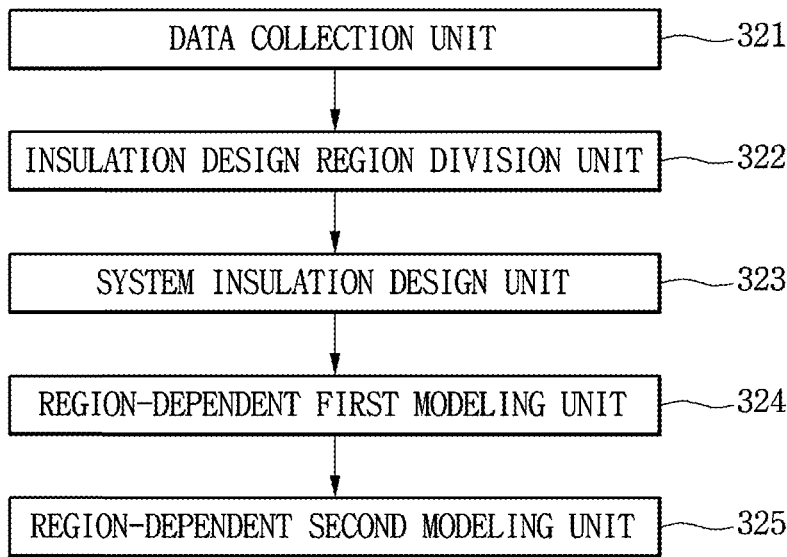 DATA COLLECTION UNIT 321
INSULATION DESIGN REGION DIVISION UNIT 322
SYSTEM INSULATION DESIGN UNIT 323
REGION-DEPENDENT FIRST MODELING UNIT 324
REGION-DEPENDENT SECOND MODELING UNIT 325